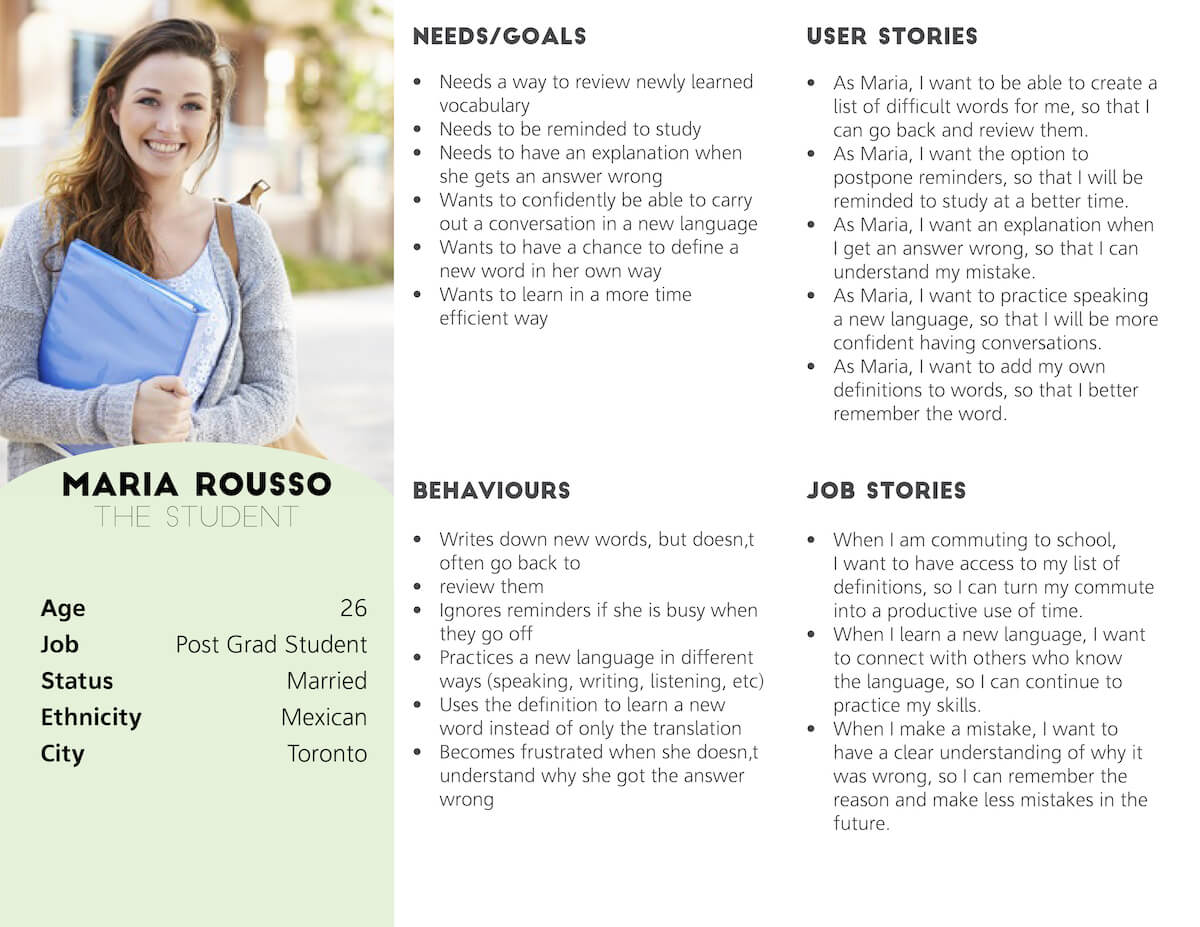 MARIA ROUSSO
THE STUDENT
Age 26
Job Post Grad Student
Status Married
Ethnicity Mexican
City Toronto
NEEDS/GOALS
• Needs a way to review newly learned
vocabulary
• Needs to be reminded to study
• Needs to have an explanation when
she gets an answer wrong
• Wants to confidently be able to carry
out a conversation in a new language
• Wants to have a chance to define a
new word in her own way
• Wants to learn in a more time
efficient way
USER STORIES
• As Maria, I want to be able to create a
list of difficult words for me, so that I
can go back and review them.
• As Maria, I want the option to
postpone reminders, so that I will be
reminded to study at a better time.
• As Maria, I want an explanation when
I get an answer wrong, so that I can
understand my mistake.
• As Maria, I want to practice speaking
a new language, so that I will be more
confident having conversations.
• As Maria, I want to add my own
definitions to words, so that I better
remember the word.
BEHAVIOURS
• Writes down new words, but doesn,t
often go back to
• review them
• Ignores reminders if she is busy when
they go off
• Practices a new language in different
ways (speaking, writing, listening, etc)
• Uses the definition to learn a new
word instead of only the translation
• Becomes frustrated when she doesn,t
understand why she got the answer
wrong
JOB STORIES
• When I am commuting to school,
I want to have access to my list of
definitions, so I can turn my commute
into a productive use of time.
• When I learn a new language, I want
to connect with others who know
the language, so I can continue to
practice my skills.
• When I make a mistake, I want to
have a clear understanding of why it
was wrong, so I can remember the
reason and make less mistakes in the
future.